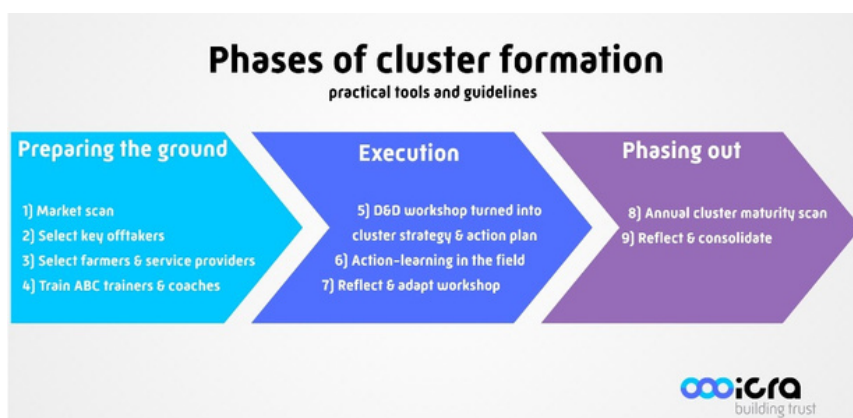 Phases of cluster formation
practical tools and guidelines
Preparing the ground
1) Market scan
2) Select key offtakers
3) Select farmers & service providers
4) Train ABC trainers & coaches
Execution
5) D&D workshop turned into
cluster strategy & action plan
6) Action-learning in the field
7) Reflect & adapt workshop
Phasing out
8) Annual cluster maturity scan
9) Reflect & consolidate
icra
building trust